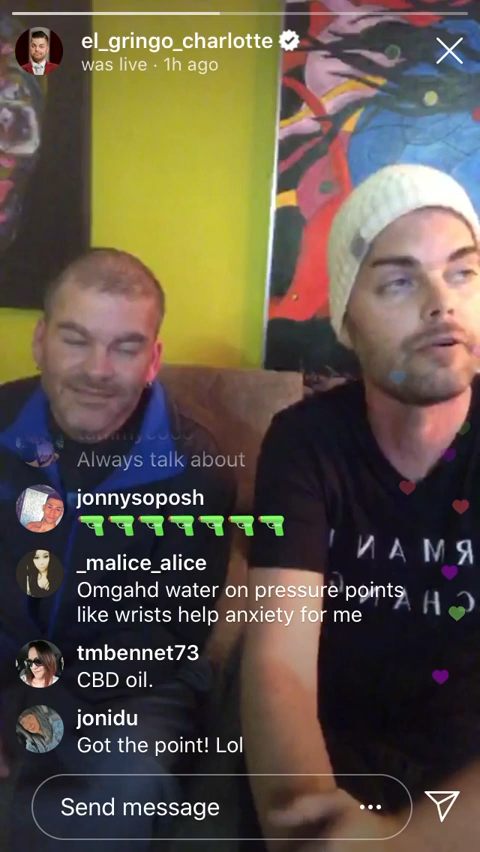 el_gringo_charlotte
was live · 1h ago
Always talk about
jonnysoposh
_malice_alice
Omgahd water on pressure points
like wrists help anxiety for me
tmbennet73
CBD oil.
jonidu
Got the point! Lol
Send message